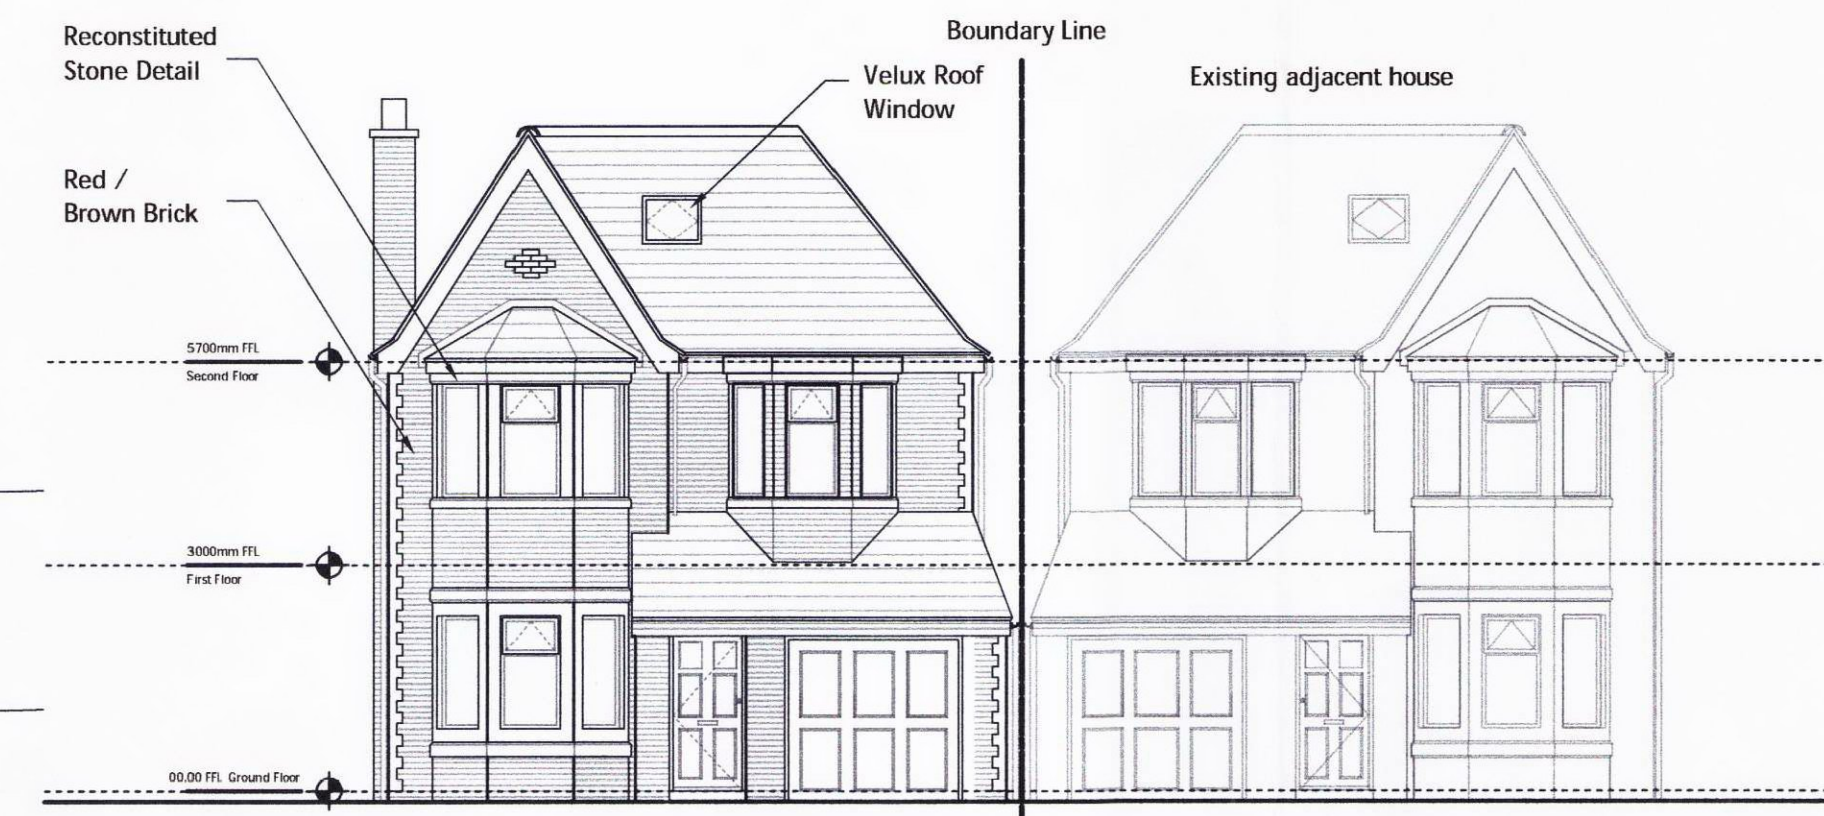 Reconstituted
Stone Detail
Boundary Line
Velux Roof
Window
Existing adjacent house
Red /
Brown Brick
5700mm FFL
Second Floor
3000mm FFL
First Floor
00.00 FFL Ground Floor